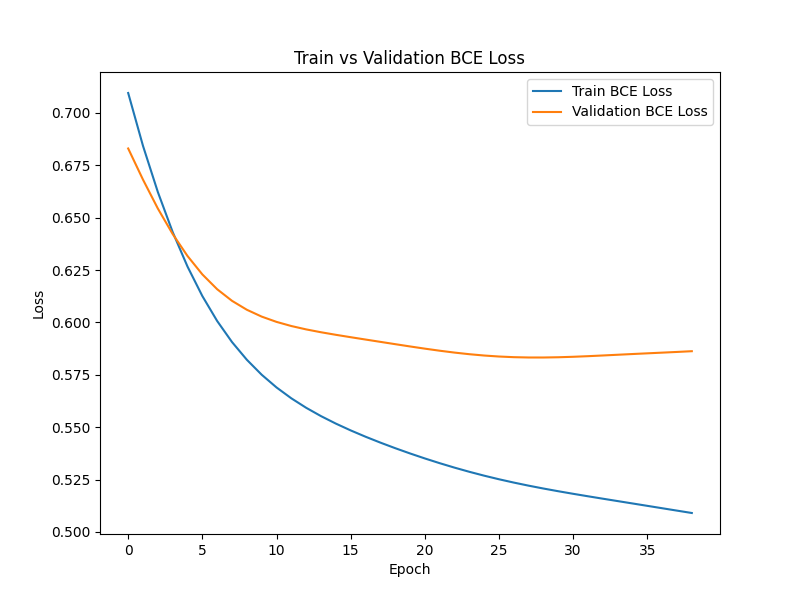 Train vs Validation BCE Loss
Train BCE Loss
Validation BCE Loss
0.700
0.675
0.650
0.625
0.600
0.575
0.550
0.525
0.500
Loss
0 5 10 15 20 25 30 35
Epoch